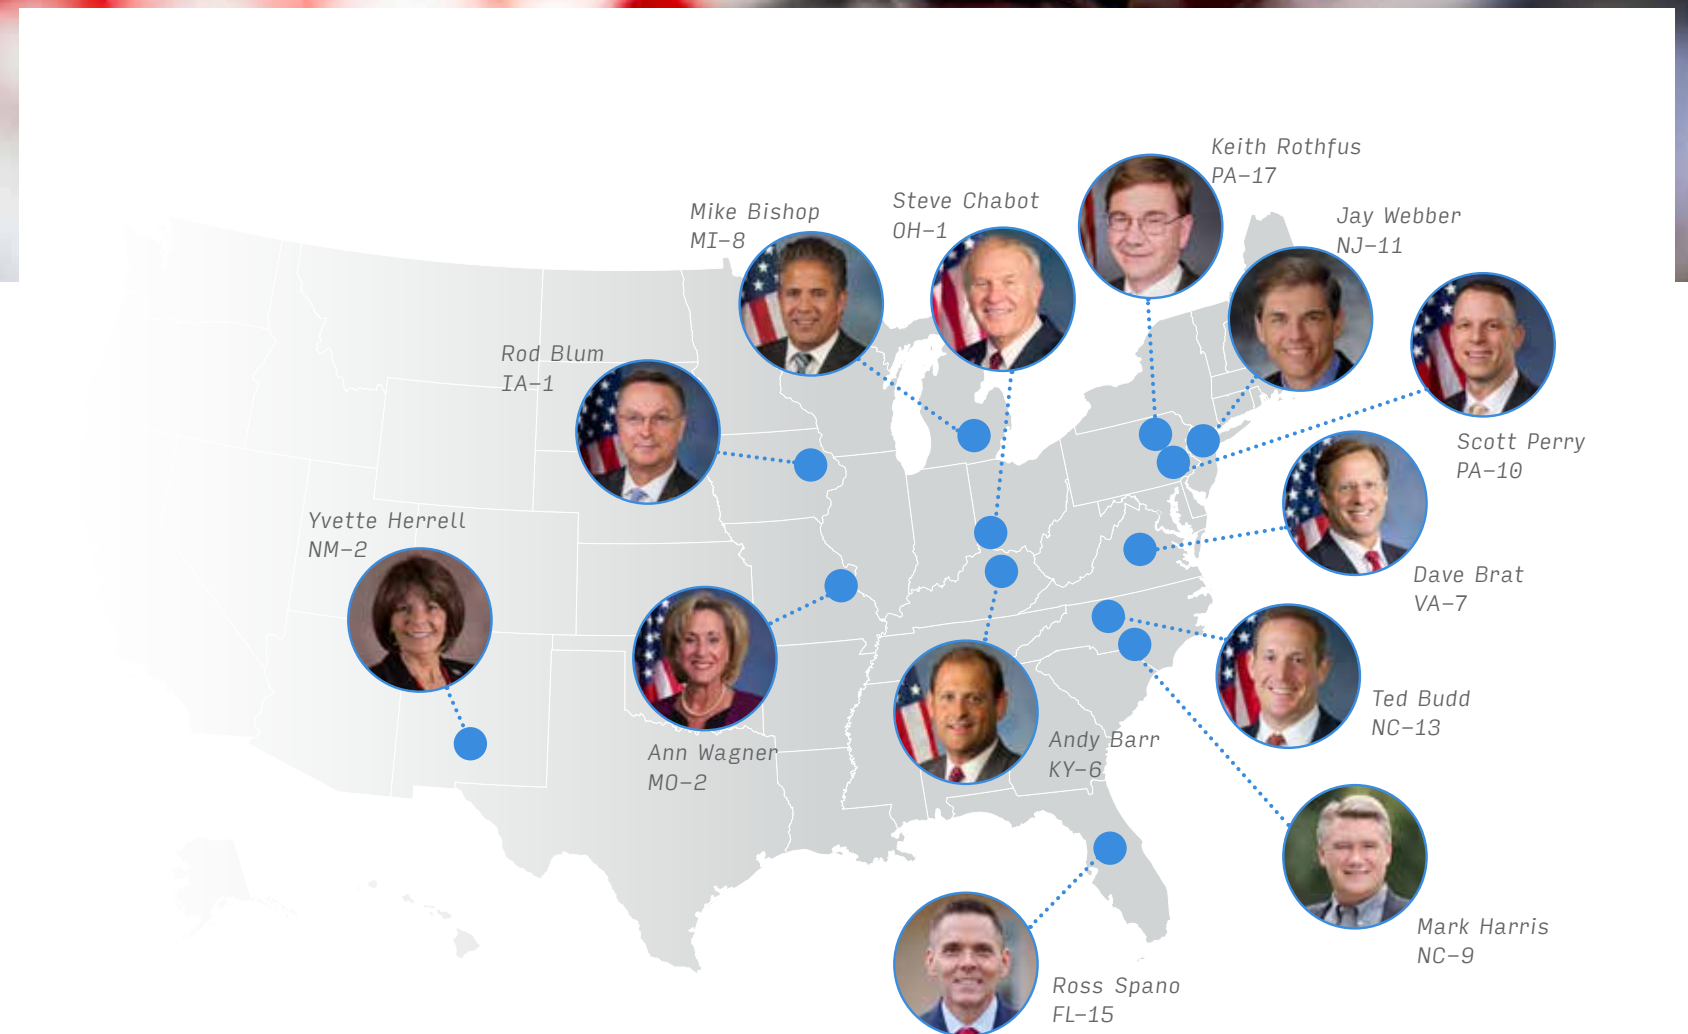 Keith Rothfus
PA–17
Steve Chabot
OH–1
Mike Bishop
MI–8
Jay Webber
NJ–11
Rod Blum
IA–1
Scott Perry
PA–10
Yvette Herrell
NM–2
Dave Brat
VA–7
Ted Budd
NC–13
Ann Wagner
MO–2
Andy Barr
KY–6
Mark Harris
NC–9
Ross Spano
FL–15